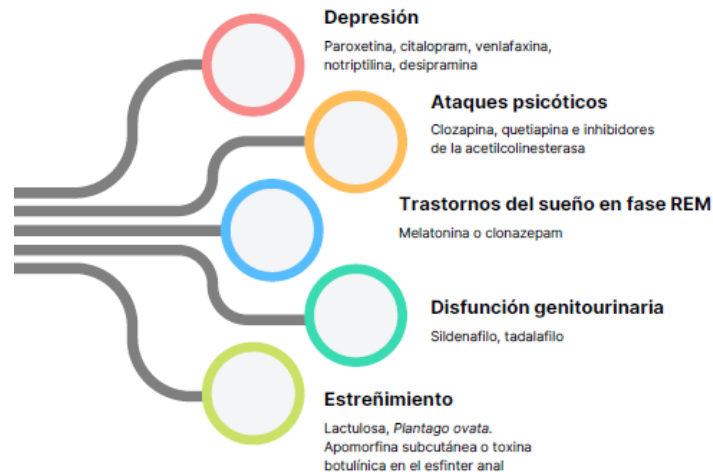 Depresión
Paroxetina, citalopram, venlafaxina,
notriptilina, desipramina
Ataques psicóticos
Clozapina, quetiapina e inhibidores
de la acetilcolinesterasa
Trastornos del sueño en fase REM
Melatonina o clonazepam
Disfunción genitourinaria
Sildenafilo, tadalafilo
Estreñimiento
Lactulosa, Plantago ovata.
Apomorfina subcutánea o toxina
botulínica en el esfinter anal